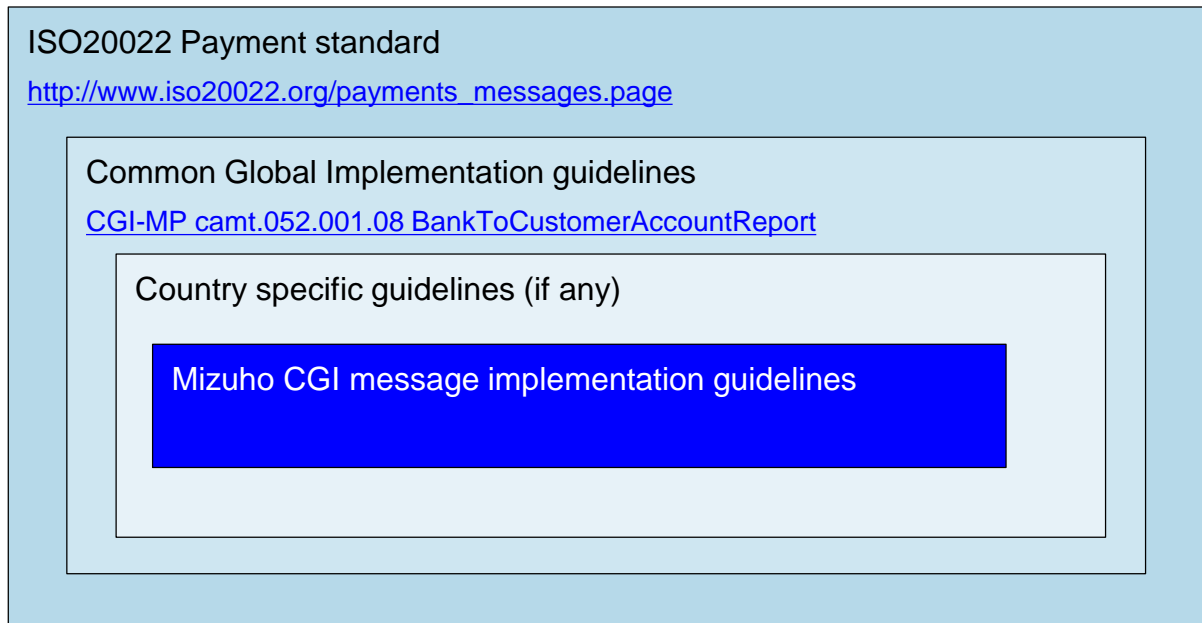 ISO20022 Payment standard
http://www.iso20022.org/payments_messages.page
Common Global Implementation guidelines
CGI-MP camt.052.001.08 BankToCustomerAccountReport
Country specific guidelines (if any)
Mizuho CGI message implementation guidelines